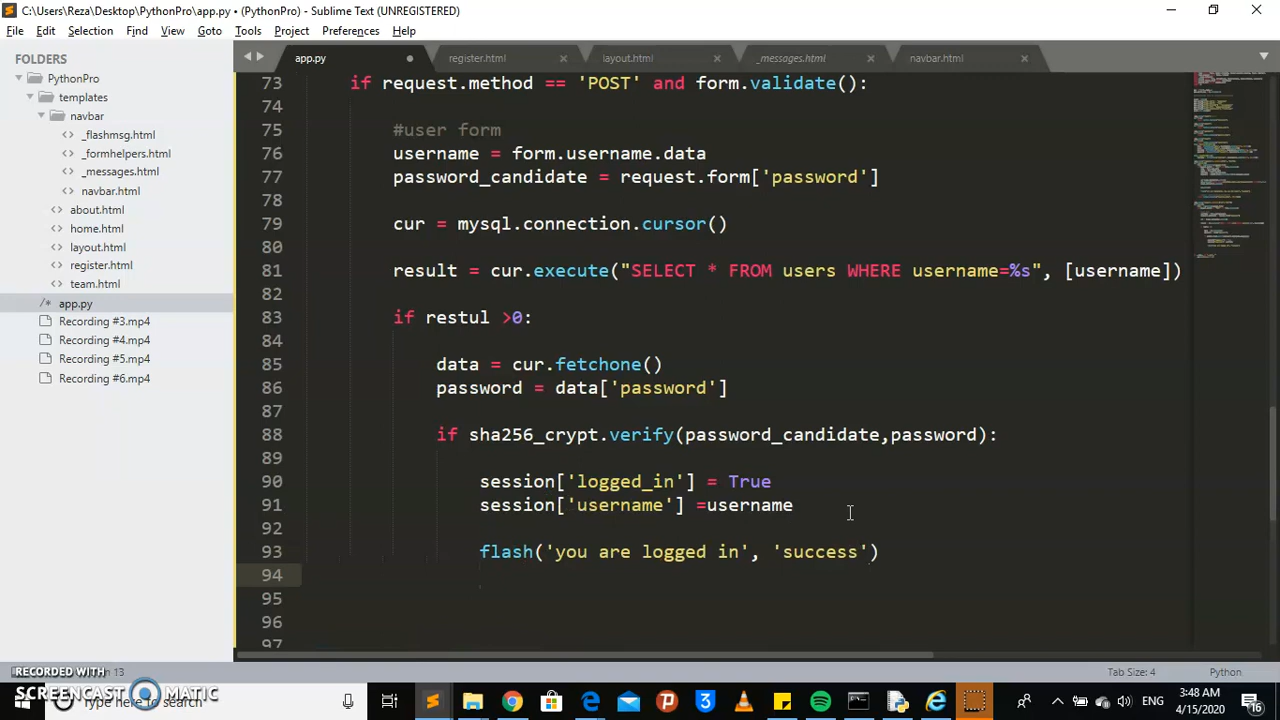 C:\Users\Reza\Desktop\PythonPro\app.py • (PythonPro) - Sublime Text (UNREGISTERED)
File Edit Selection Find View Goto Tools Project Preferences Help
FOLDERS
PythonPro
templates
navbar
_flashmsg.html
_formhelpers.html
_messages.html
navbar.html
about.html
home.html
layout.html
register.html
team.html
app.py
Recording #3.mp4
Recording #4.mp4
Recording #5.mp4
Recording #6.mp4
app.py register.html layout.html _messages.html navbar.html
73 if request.method == 'POST' and form.validate():
74
75 #user form
76 username = form.username.data
77 password_candidate = request.form['password']
78
79 cur = mysql.connection.cursor()
80
81 result = cur.execute("SELECT * FROM users WHERE username=%s", [username])
82
83 if restul >0:
84
85 data = cur.fetchone()
86 password = data['password']
87
88 if sha256_crypt.verify(password_candidate,password):
89
90 session['logged_in'] = True
91 session['username'] =username
92
93 flash('you are logged in', 'success')
94
95
96
97
13 Tab Size: 4 Python
RECORDED WITH
SCREENCAST MATIC
Type here to search
ENG
3:48 AM
4/15/2020
16